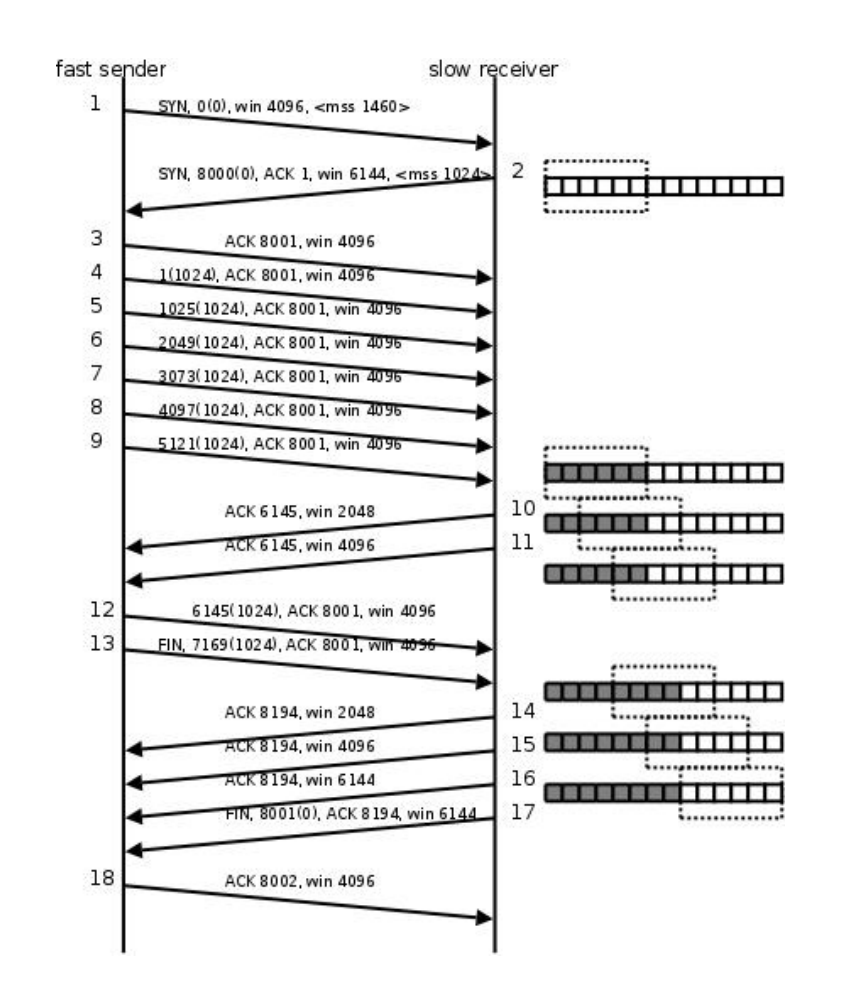 fast sender slow receiver
1 SYN, 0(0), win 4096, <mss 1460>
SYN, 8000(0), ACK 1, win 6144, <mss 1024> 2
3 ACK 8001, win 4096
4 1(1024), ACK 8001, win 4096
5 1025(1024), ACK 8001, win 4096
6 2049(1024), ACK 8001, win 4096
7 3073(1024), ACK 8001, win 4096
8 4097(1024), ACK 8001, win 4096
9 5121(1024), ACK 8001, win 4096
ACK 6145, win 2048 10
ACK 6145, win 4096 11
12 6145(1024), ACK 8001, win 4096
13 FIN, 7169(1024), ACK 8001, win 4096
ACK 8194, win 2048 14
ACK 8194, win 4096 15
ACK 8194, win 6144 16
FIN, 8001(0), ACK 8194, win 6144 17
18 ACK 8002, win 4096